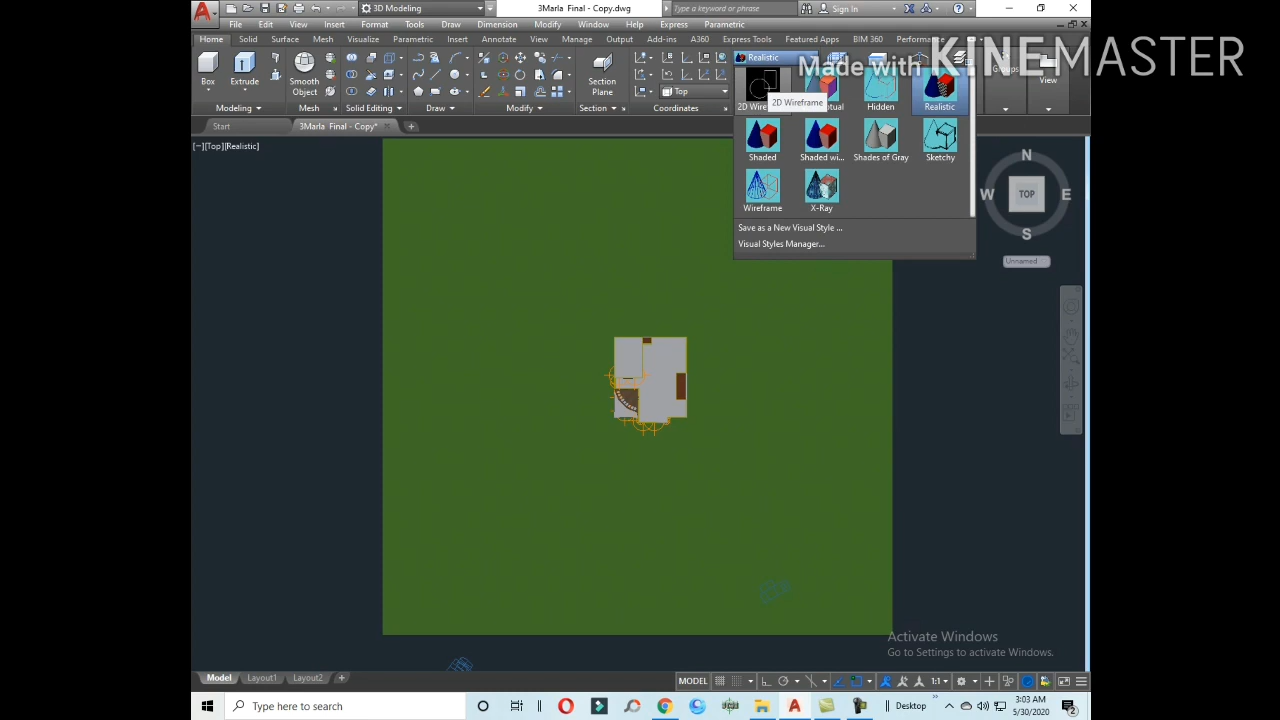 3D Modeling
3Marla Final - Copy.dwg
Type a keyword or phrase
Sign In
File Edit View Insert Format Tools Draw Dimension Modify Window Help Express Parametric
Home Solid Surface Mesh Visualize Parametric Insert Annotate View Manage Output Add-ins A360 Express Tools Featured Apps BIM 360 Performance
Made with KINEMASTER
Realistic
Box Extrude Smooth Object Section Plane Top Groups View
Modeling Mesh Solid Editing Draw Modify Section Coordinates
2D Wire
2D Wireframe
Hidden
Realistic
Start
3Marla Final - Copy*
[−][Top]Realistic]
Shaded
Shaded wi...
Shades of Gray
Sketchy
Wireframe
X-Ray
Save as a New Visual Style ...
Visual Styles Manager...
N
W TOP E
S
Unnamed
Activate Windows
Go to Settings to activate Windows.
Model Layout1 Layout2
MODEL
1:1
Type here to search
Desktop
3:03 AM
5/30/2020
2